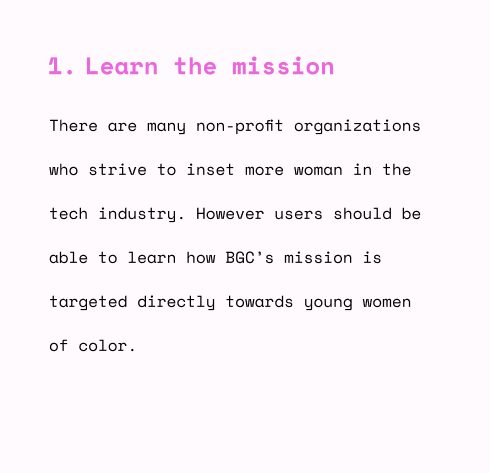 1. Learn the mission
There are many non-profit organizations
who strive to inset more woman in the
tech industry. However users should be
able to learn how BGC’s mission is
targeted directly towards young women
of color.